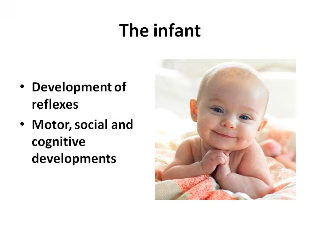 The infant
• Development of
reflexes
• Motor, social and
cognitive
developments